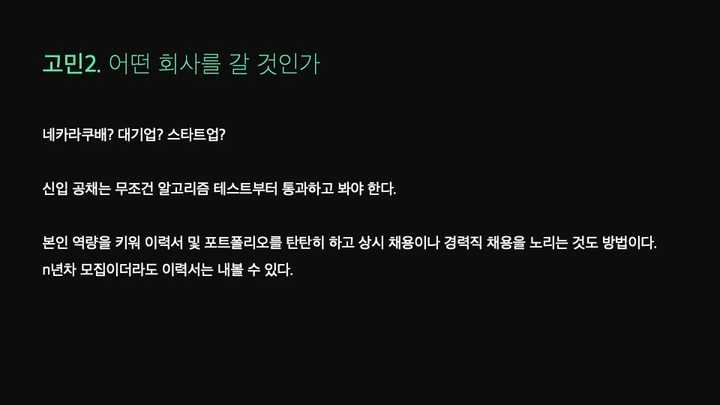 고민2. 어떤 회사를 갈 것인가
네카라쿠배? 대기업? 스타트업?
신입 공채는 무조건 알고리즘 테스트부터 통과하고 봐야 한다.
본인 역량을 키워 이력서 및 포트폴리오를 탄탄히 하고 상시 채용이나 경력직 채용을 노리는 것도 방법이다.
n년차 모집이더라도 이력서는 내볼 수 있다.